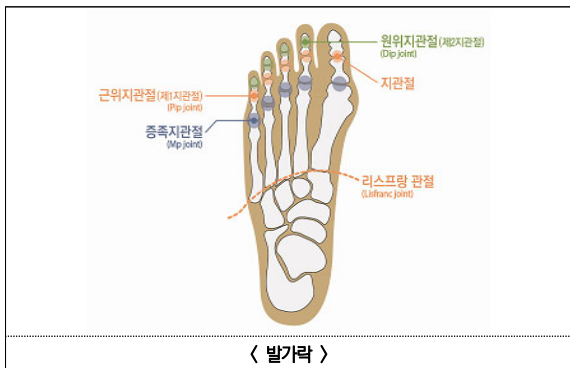 원위지관절(제2지관절)
(Dip joint)
지관절
근위지관절(제1지관절)
(Pip joint)
중족지관절
(Mp joint)
리스프랑 관절
(Lisfranc joint)
< 발가락 >